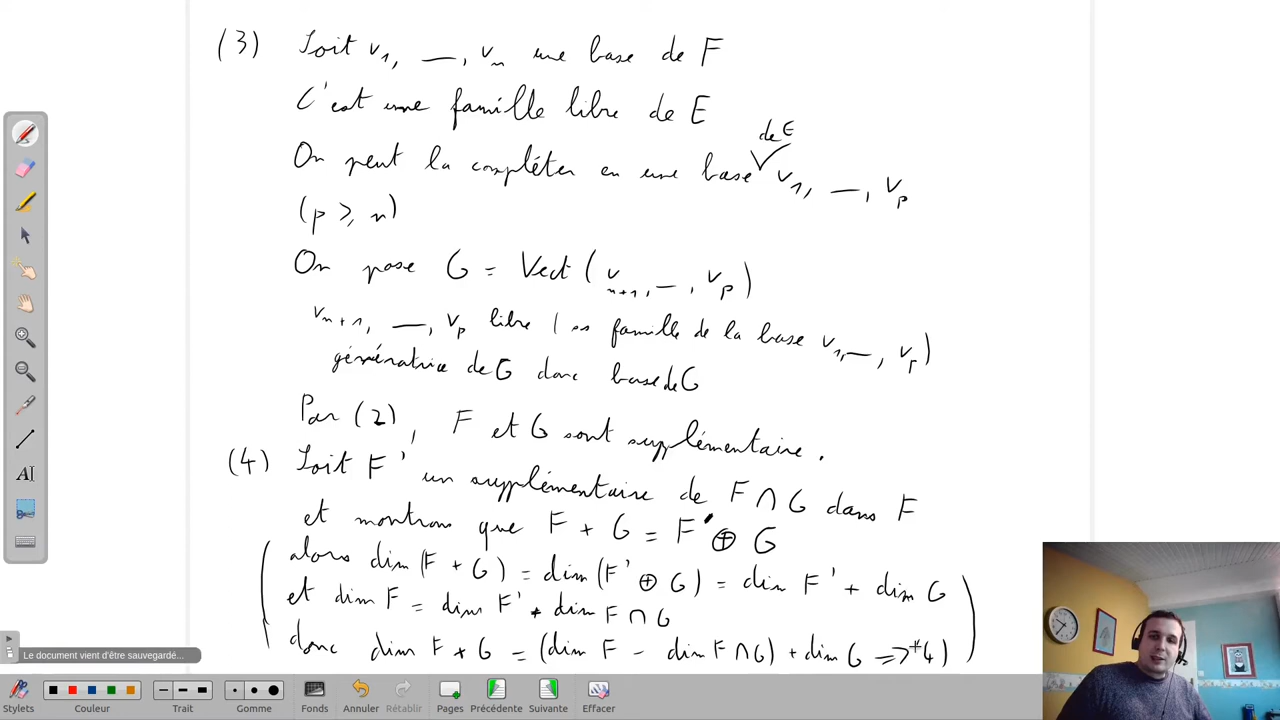 (3) Soit v1, —, vn une base de F
C'est une famille libre de E
On peut la compléter en une base de E v1, —, vp
(p ⩾ n)
On pose G = Vect ( vn+1, —, vp )
vn+1, —, vp libre ( ss famille de la base v1, —, vp )
génératrice de G donc base de G
Par (2), F et G sont supplémentaire.
(4) Soit F' un supplémentaire de F ∩ G dans F
et montrons que F + G = F' ⊕ G
alors dim (F + G) = dim (F' ⊕ G) = dim F' + dim G
et dim F = dim F' + dim F ∩ G
donc dim F + G = (dim F - dim F ∩ G) + dim G => *4)
AI
Le document vient d'être sauvegardé...
Stylets
Couleur
Trait
Gomme
Fonds
Annuler
Rétablir
Pages
Précédente
Suivante
Effacer